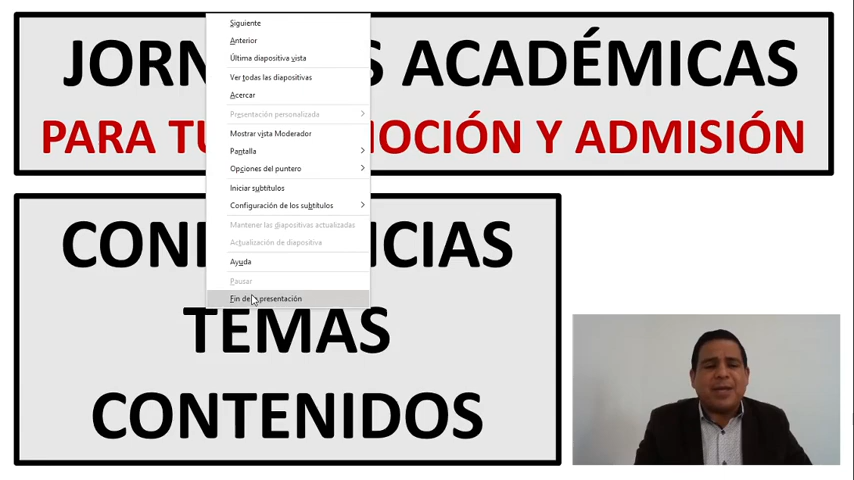 JORN S ACADÉMICAS
PARA TU OCIÓN Y ADMISIÓN
Siguiente
Anterior
Última diapositiva vista
Ver todas las diapositivas
Acercar
Presentación personalizada
Mostrar vista Moderador
Pantalla
Opciones del puntero
Iniciar subtítulos
Configuración de los subtítulos
Mantener las diapositivas actualizadas
Actualización de diapositiva
Ayuda
Pausar
Fin de la presentación
CON CIAS
TEMAS
CONTENIDOS